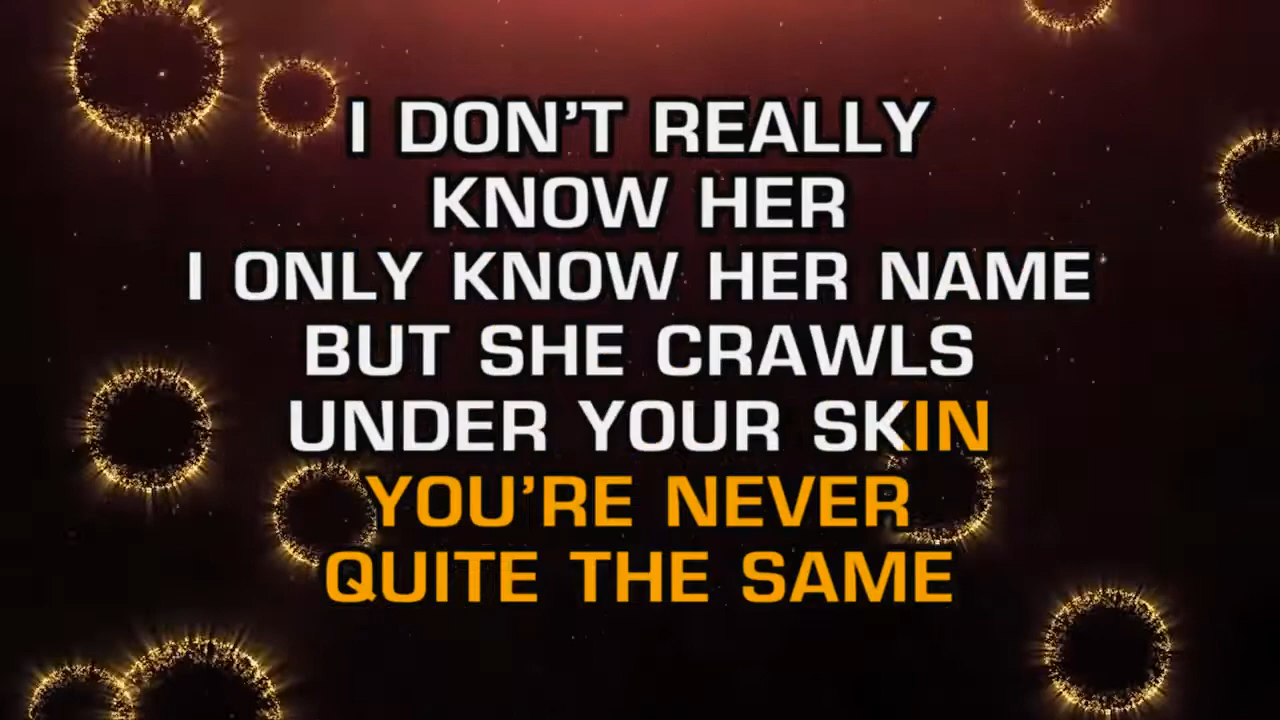 I DON'T REALLY
KNOW HER
I ONLY KNOW HER NAME
BUT SHE CRAWLS
UNDER YOUR SKIN
YOU'RE NEVER
QUITE THE SAME